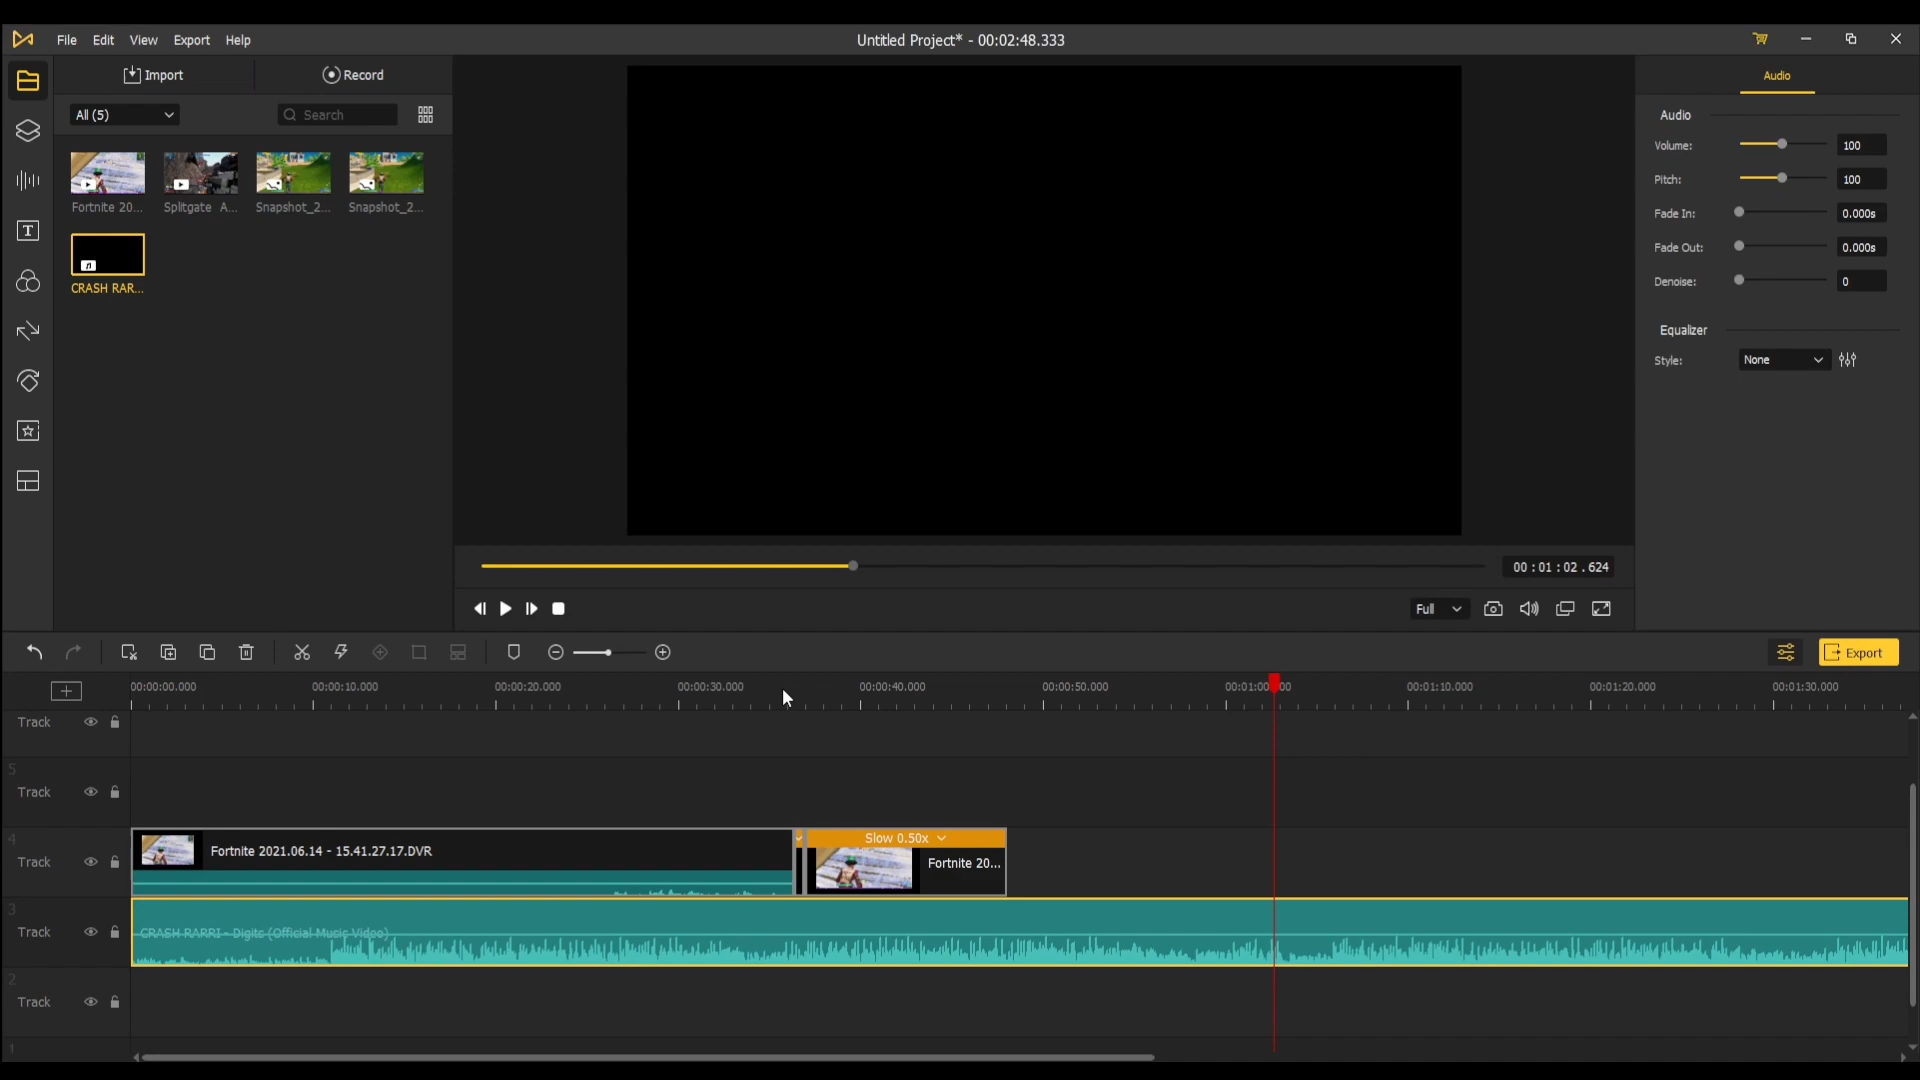 File Edit View Export Help
Untitled Project* - 00:02:48.333
Import Record
All (5) Search
Fortnite 20... Splitgate A... Snapshot_2... Snapshot_2...
CRASH RAR...
Audio
Audio
Volume: 100
Pitch: 100
Fade In: 0.000s
Fade Out: 0.000s
Denoise: 0
Equalizer
Style: None
00 : 01 : 02 . 624
Full
Export
00:00:00.000 00:00:10.000 00:00:20.000 00:00:30.000 00:00:40.000 00:00:50.000 00:01:10.000 00:01:20.000 00:01:30.000
Track
5
Track
4
Track
Fortnite 2021.06.14 - 15.41.27.17.DVR
Slow 0.50x
Fortnite 20...
3
Track
CRASH RARRI - Digits (Official Music Video)
2
Track
1